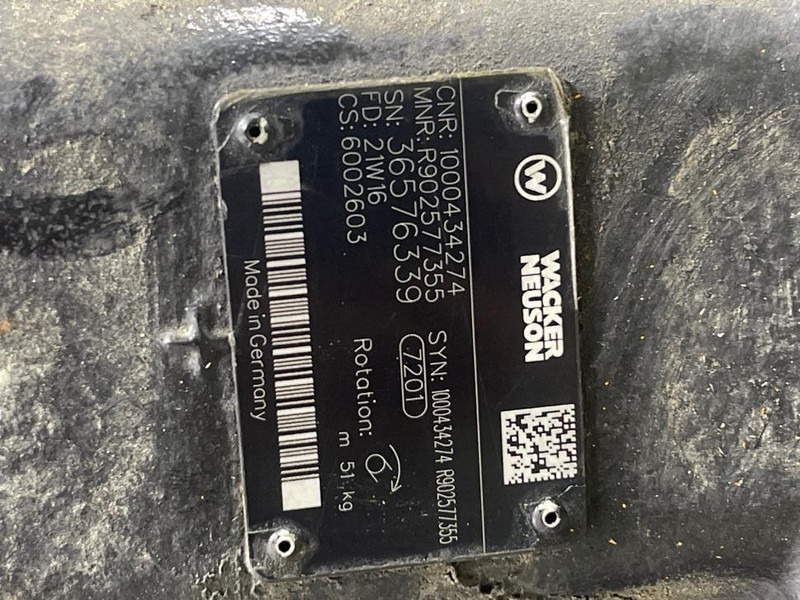 W
WACKER
NEUSON
CNR: 1000434274
MNR: R902577355
SYN: 1000434274 R902577355
SN: 36576339
7201
FD: 21W16
Rotation:
CS: 6002603
m 51 kg
Made in Germany